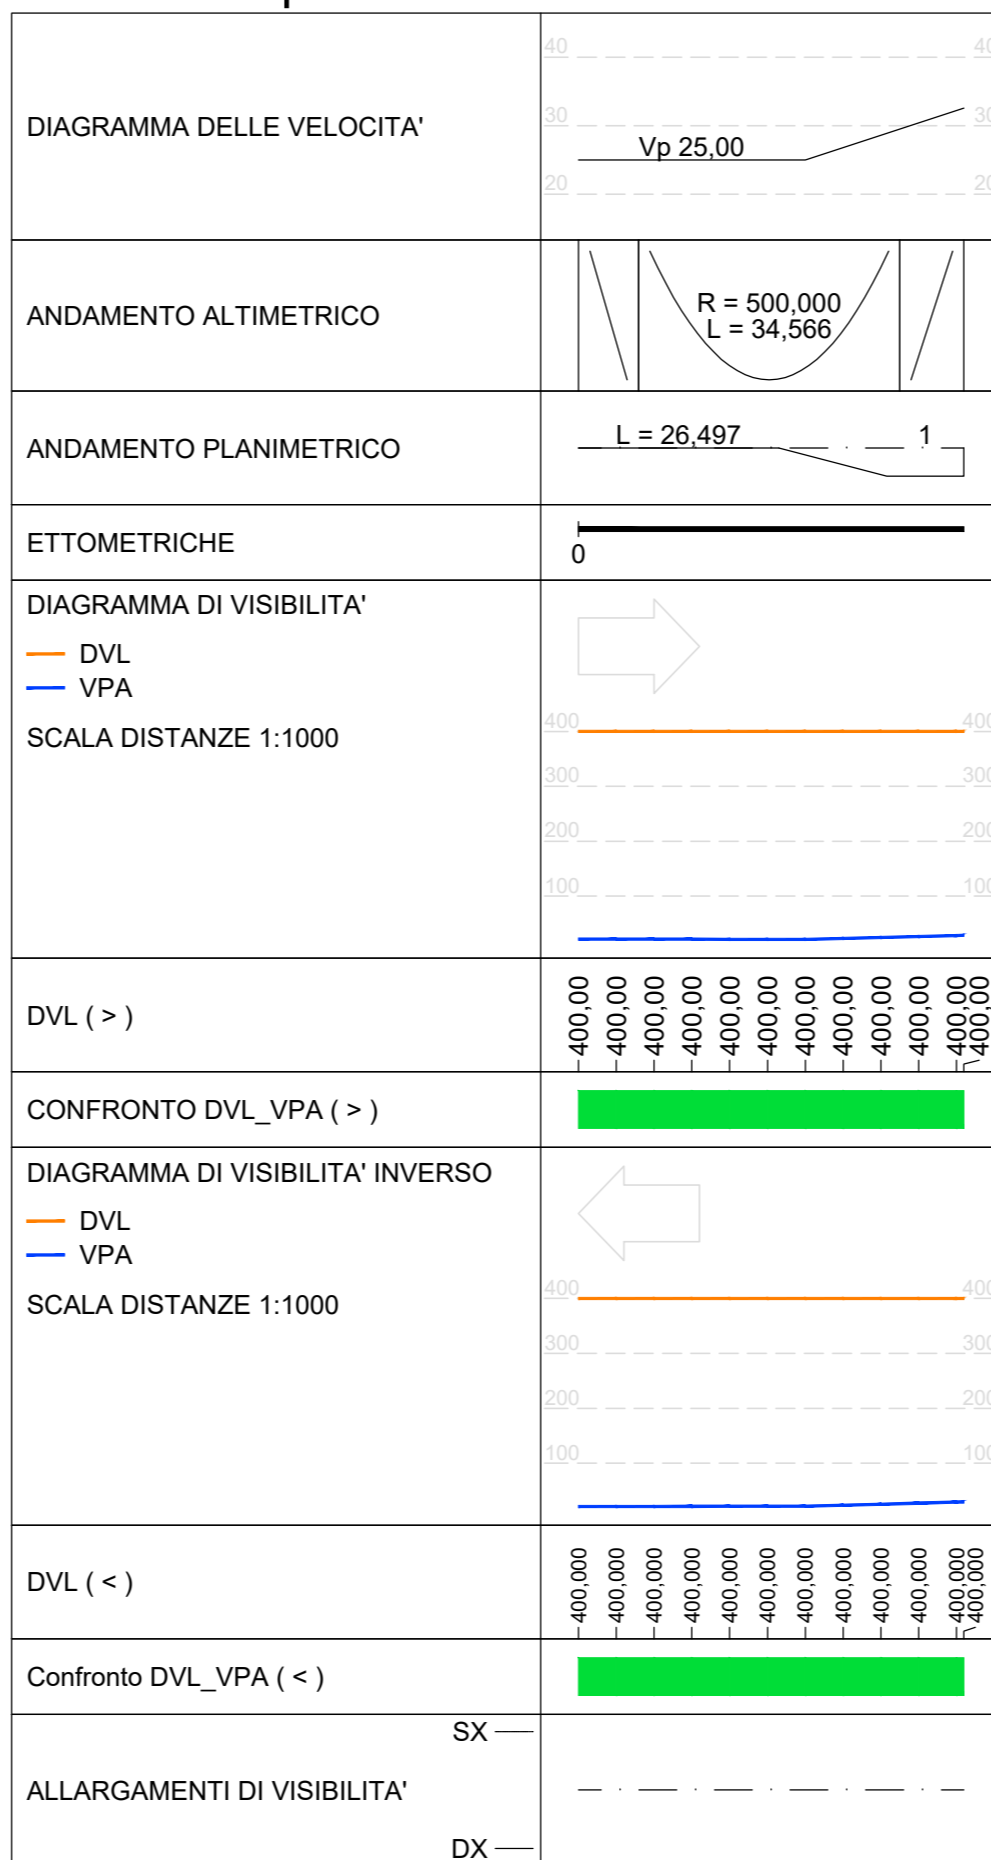 40 40
DIAGRAMMA DELLE VELOCITA'
30 30
Vp 25,00
20 20
ANDAMENTO ALTIMETRICO
R = 500,000
L = 34,566
ANDAMENTO PLANIMETRICO
L = 26,497 1
ETTOMETRICHE
0
DIAGRAMMA DI VISIBILITA'
DVL
VPA
SCALA DISTANZE 1:1000
400 400
300 300
200 200
100 100
DVL ( > )
400,00 400,00 400,00 400,00 400,00 400,00 400,00 400,00 400,00 400,00 400,00 400,00
CONFRONTO DVL_VPA ( > )
DIAGRAMMA DI VISIBILITA' INVERSO
DVL
VPA
SCALA DISTANZE 1:1000
400 400
300 300
200 200
100 100
DVL ( < )
400,000 400,000 400,000 400,000 400,000 400,000 400,000 400,000 400,000 400,000 400,000 400,000
Confronto DVL_VPA ( < )
SX
ALLARGAMENTI DI VISIBILITA'
DX